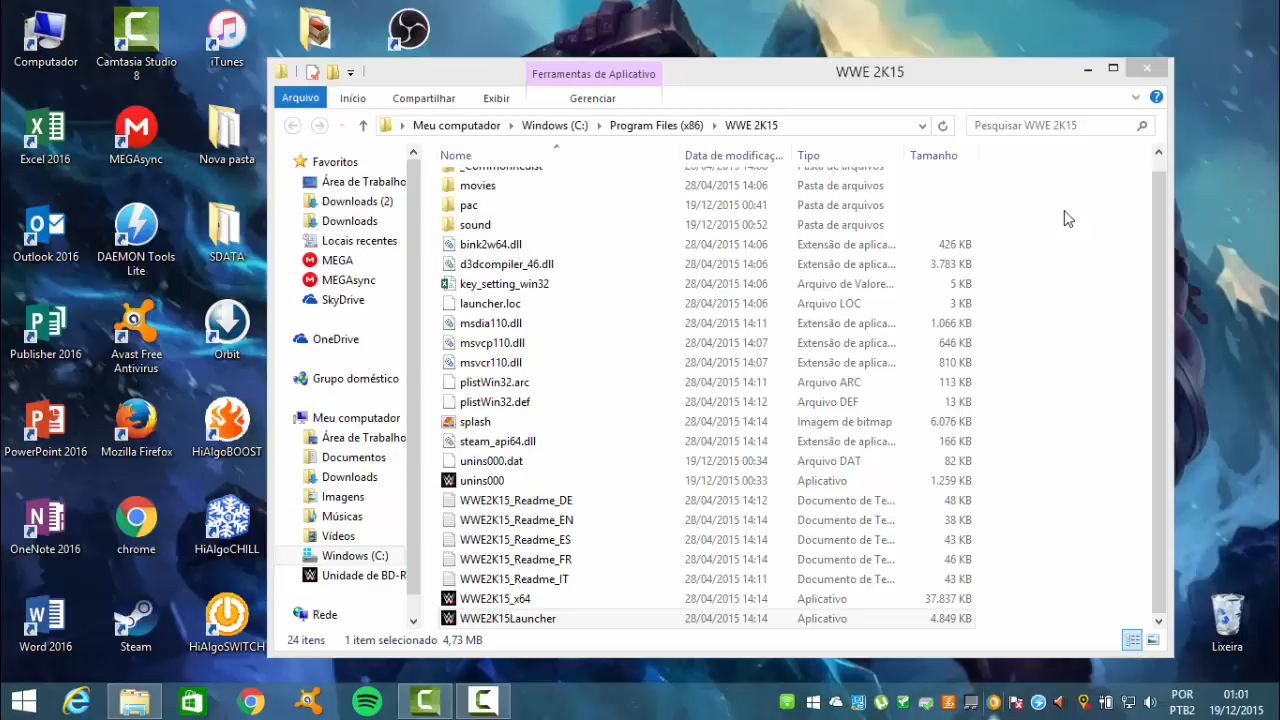 Computador
Camtasia Studio
8
iTunes
Excel 2016
MEGAsync
Nova pasta
Outlook 2016
DAEMON Tools
Lite
SDATA
Publisher 2016
Avast Free
Antivirus
Orbit
PowerPoint 2016
Mozilla Firefox
HiAlgoBOOST
OneNote 2016
chrome
HiAlgoCHILL
Word 2016
Steam
HiAlgoSWITCH
Lixeira
Ferramentas de Aplicativo
WWE 2K15
Arquivo
Início
Compartilhar
Exibir
Gerenciar
Meu computador
Windows (C:)
Program Files (x86)
WWE 2K15
Pesquisar WWE 2K15
Favoritos
Área de Trabalho
Downloads (2)
Downloads
Locais recentes
MEGA
MEGAsync
SkyDrive
OneDrive
Grupo doméstico
Meu computador
Área de Trabalho
Documentos
Downloads
Imagens
Músicas
Vídeos
Windows (C:)
Unidade de BD-R
Rede
Nome Data de modificaç... Tipo Tamanho
_CommonRedist 28/04/2015 14:06 Pasta de arquivos
movies 28/04/2015 14:06 Pasta de arquivos
pac 19/12/2015 00:41 Pasta de arquivos
sound 19/12/2015 00:52 Pasta de arquivos
bink2w64.dll 28/04/2015 14:06 Extensão de aplica... 426 KB
d3dcompiler_46.dll 28/04/2015 14:06 Extensão de aplica... 3.783 KB
key_setting_win32 28/04/2015 14:06 Arquivo de Valore... 5 KB
launcher.loc 28/04/2015 14:06 Arquivo LOC 3 KB
msdia110.dll 28/04/2015 14:11 Extensão de aplica... 1.066 KB
msvcp110.dll 28/04/2015 14:07 Extensão de aplica... 646 KB
msvcr110.dll 28/04/2015 14:07 Extensão de aplica... 810 KB
plistWin32.arc 28/04/2015 14:11 Arquivo ARC 113 KB
plistWin32.def 28/04/2015 14:12 Arquivo DEF 13 KB
splash 28/04/2015 14:14 Imagem de bitmap 6.076 KB
steam_api64.dll 28/04/2015 14:14 Extensão de aplica... 166 KB
unins000.dat 19/12/2015 00:34 Arquivo DAT 82 KB
unins000 19/12/2015 00:33 Aplicativo 1.259 KB
WWE2K15_Readme_DE 28/04/2015 14:12 Documento de Te... 48 KB
WWE2K15_Readme_EN 28/04/2015 14:14 Documento de Te... 38 KB
WWE2K15_Readme_ES 28/04/2015 14:14 Documento de Te... 43 KB
WWE2K15_Readme_FR 28/04/2015 14:14 Documento de Te... 46 KB
WWE2K15_Readme_IT 28/04/2015 14:11 Documento de Te... 43 KB
WWE2K15_x64 28/04/2015 14:14 Aplicativo 37.837 KB
WWE2K15Launcher 28/04/2015 14:14 Aplicativo 4.849 KB
24 itens 1 item selecionado 4,73 MB
POR
PTB2
01:01
19/12/2015